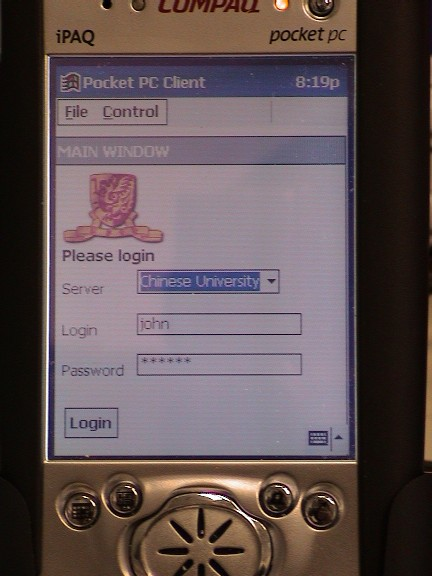 COMPAQ
iPAQ pocket pc
Pocket PC Client 8:19p
File Control
MAIN WINDOW
Please login
Server Chinese University
Login john
Password ******
Login